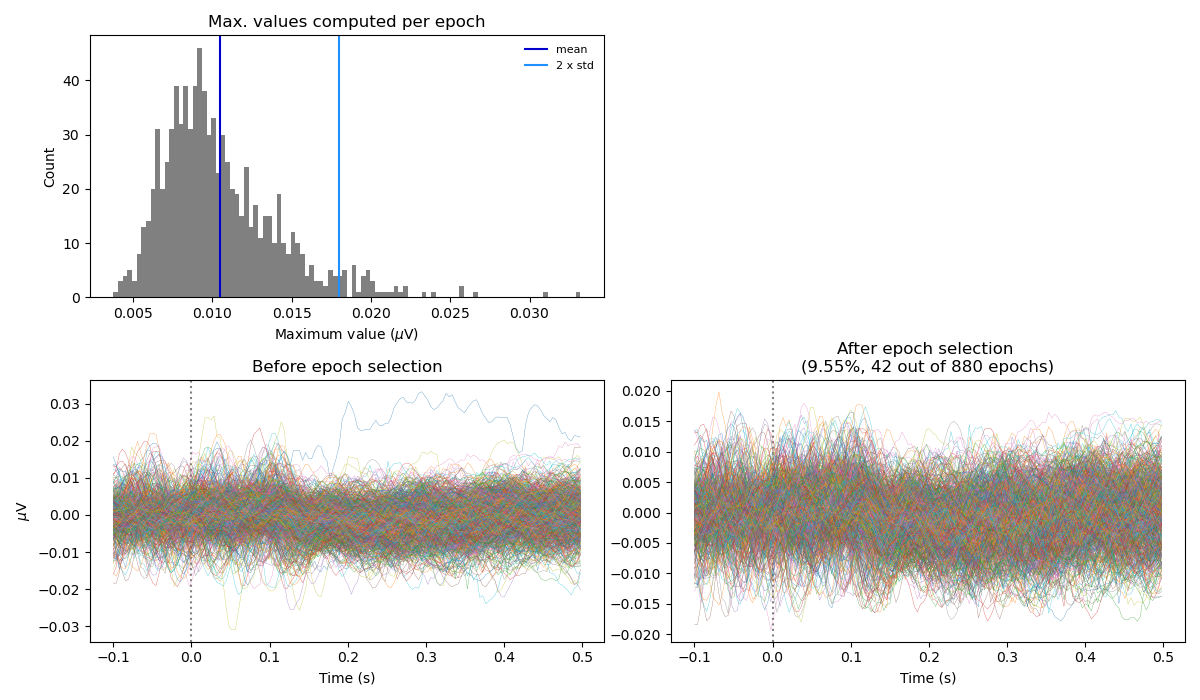 Max. values computed per epoch
mean
2 x std
40
30
20
10
0
Count
0.005 0.010 0.015 0.020 0.025 0.030
Maximum value (μV)
Before epoch selection
0.03
0.02
0.01
0.00
−0.01
−0.02
−0.03
μV
−0.1 0.0 0.1 0.2 0.3 0.4 0.5
Time (s)
After epoch selection
(9.55%, 42 out of 880 epochs)
0.020
0.015
0.010
0.005
0.000
−0.005
−0.010
−0.015
−0.020
−0.1 0.0 0.1 0.2 0.3 0.4 0.5
Time (s)